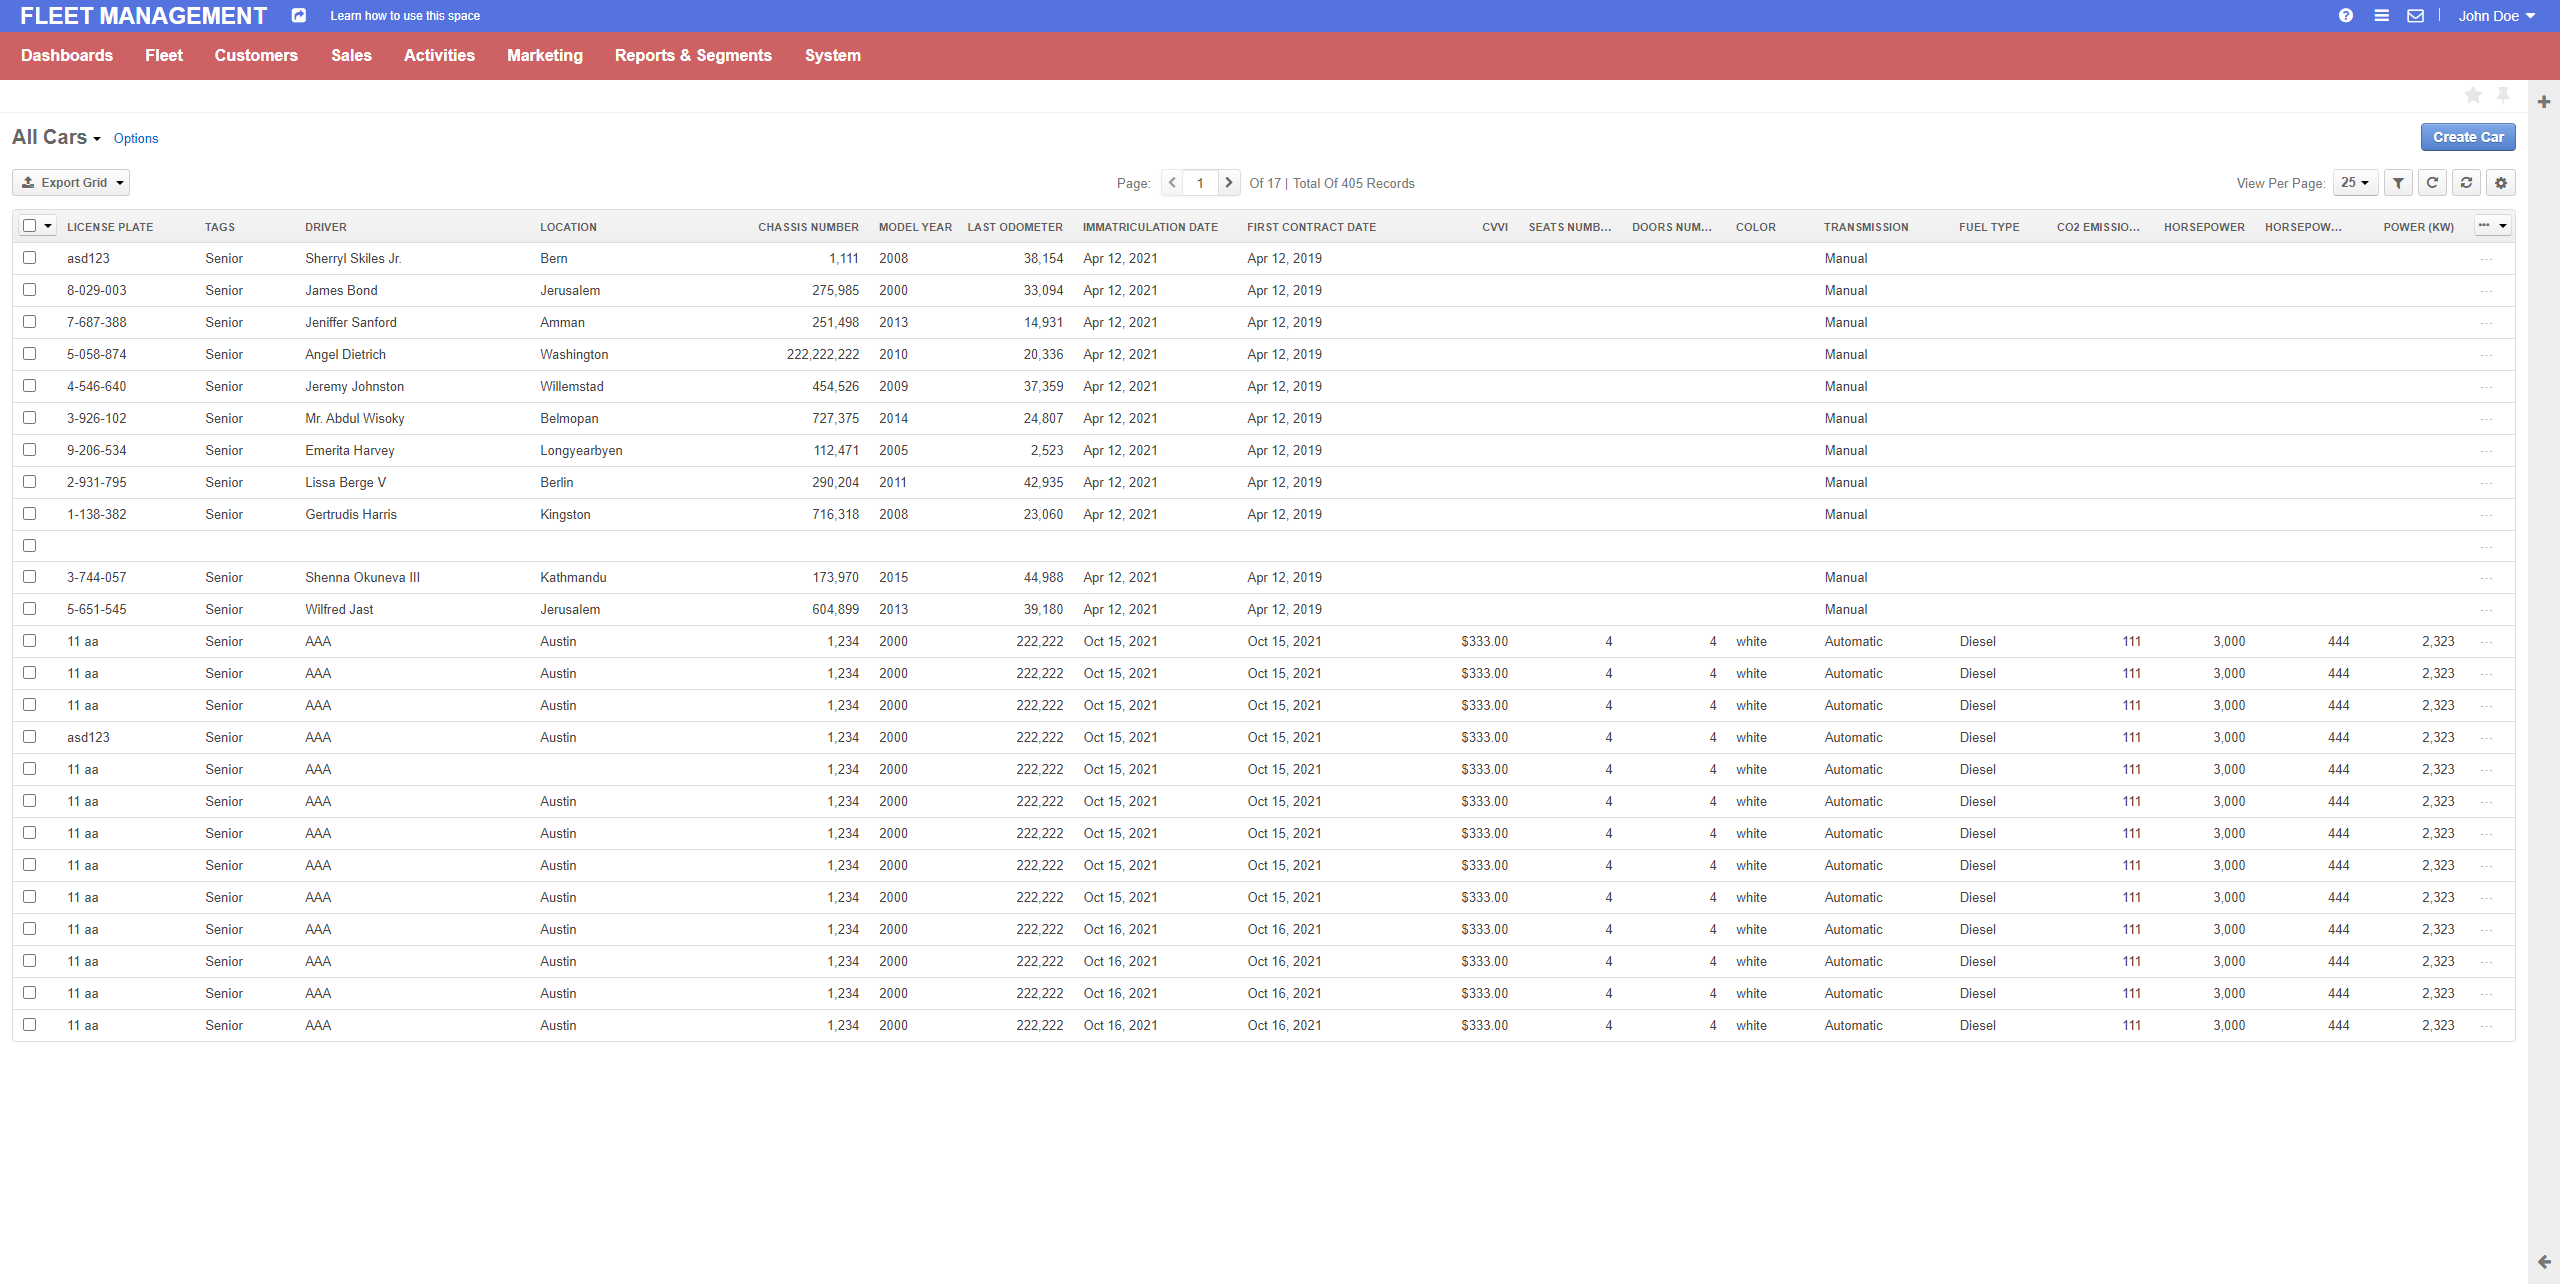 FLEET MANAGEMENT Learn how to use this space John Doe
Dashboards Fleet Customers Sales Activities Marketing Reports & Segments System
All Cars Options Create Car
Export Grid Page: 1 Of 17 | Total Of 405 Records View Per Page: 25
LICENSE PLATE TAGS DRIVER LOCATION CHASSIS NUMBER MODEL YEAR LAST ODOMETER IMMATRICULATION DATE FIRST CONTRACT DATE CVVI SEATS NUMB... DOORS NUM... COLOR TRANSMISSION FUEL TYPE CO2 EMISSIO... HORSEPOWER HORSEPOW... POWER (KW)
asd123 Senior Sherryl Skiles Jr. Bern 1,111 2008 38,154 Apr 12, 2021 Apr 12, 2019 Manual ...
8-029-003 Senior James Bond Jerusalem 275,985 2000 33,094 Apr 12, 2021 Apr 12, 2019 Manual ...
7-687-388 Senior Jeniffer Sanford Amman 251,498 2013 14,931 Apr 12, 2021 Apr 12, 2019 Manual ...
5-058-874 Senior Angel Dietrich Washington 222,222,222 2010 20,336 Apr 12, 2021 Apr 12, 2019 Manual ...
4-546-640 Senior Jeremy Johnston Willemstad 454,526 2009 37,359 Apr 12, 2021 Apr 12, 2019 Manual ...
3-926-102 Senior Mr. Abdul Wisoky Belmopan 727,375 2014 24,807 Apr 12, 2021 Apr 12, 2019 Manual ...
9-206-534 Senior Emerita Harvey Longyearbyen 112,471 2005 2,523 Apr 12, 2021 Apr 12, 2019 Manual ...
2-931-795 Senior Lissa Berge V Berlin 290,204 2011 42,935 Apr 12, 2021 Apr 12, 2019 Manual ...
1-138-382 Senior Gertrudis Harris Kingston 716,318 2008 23,060 Apr 12, 2021 Apr 12, 2019 Manual ...
...
3-744-057 Senior Shenna Okuneva III Kathmandu 173,970 2015 44,988 Apr 12, 2021 Apr 12, 2019 Manual ...
5-651-545 Senior Wilfred Jast Jerusalem 604,899 2013 39,180 Apr 12, 2021 Apr 12, 2019 Manual ...
11 aa Senior AAA Austin 1,234 2000 222,222 Oct 15, 2021 Oct 15, 2021 $333.00 4 4 white Automatic Diesel 111 3,000 444 2,323 ...
11 aa Senior AAA Austin 1,234 2000 222,222 Oct 15, 2021 Oct 15, 2021 $333.00 4 4 white Automatic Diesel 111 3,000 444 2,323 ...
11 aa Senior AAA Austin 1,234 2000 222,222 Oct 15, 2021 Oct 15, 2021 $333.00 4 4 white Automatic Diesel 111 3,000 444 2,323 ...
asd123 Senior AAA Austin 1,234 2000 222,222 Oct 15, 2021 Oct 15, 2021 $333.00 4 4 white Automatic Diesel 111 3,000 444 2,323 ...
11 aa Senior AAA 1,234 2000 222,222 Oct 15, 2021 Oct 15, 2021 $333.00 4 4 white Automatic Diesel 111 3,000 444 2,323 ...
11 aa Senior AAA Austin 1,234 2000 222,222 Oct 15, 2021 Oct 15, 2021 $333.00 4 4 white Automatic Diesel 111 3,000 444 2,323 ...
11 aa Senior AAA Austin 1,234 2000 222,222 Oct 15, 2021 Oct 15, 2021 $333.00 4 4 white Automatic Diesel 111 3,000 444 2,323 ...
11 aa Senior AAA Austin 1,234 2000 222,222 Oct 15, 2021 Oct 15, 2021 $333.00 4 4 white Automatic Diesel 111 3,000 444 2,323 ...
11 aa Senior AAA Austin 1,234 2000 222,222 Oct 15, 2021 Oct 15, 2021 $333.00 4 4 white Automatic Diesel 111 3,000 444 2,323 ...
11 aa Senior AAA Austin 1,234 2000 222,222 Oct 16, 2021 Oct 16, 2021 $333.00 4 4 white Automatic Diesel 111 3,000 444 2,323 ...
11 aa Senior AAA Austin 1,234 2000 222,222 Oct 16, 2021 Oct 16, 2021 $333.00 4 4 white Automatic Diesel 111 3,000 444 2,323 ...
11 aa Senior AAA Austin 1,234 2000 222,222 Oct 16, 2021 Oct 16, 2021 $333.00 4 4 white Automatic Diesel 111 3,000 444 2,323 ...
11 aa Senior AAA Austin 1,234 2000 222,222 Oct 16, 2021 Oct 16, 2021 $333.00 4 4 white Automatic Diesel 111 3,000 444 2,323 ...